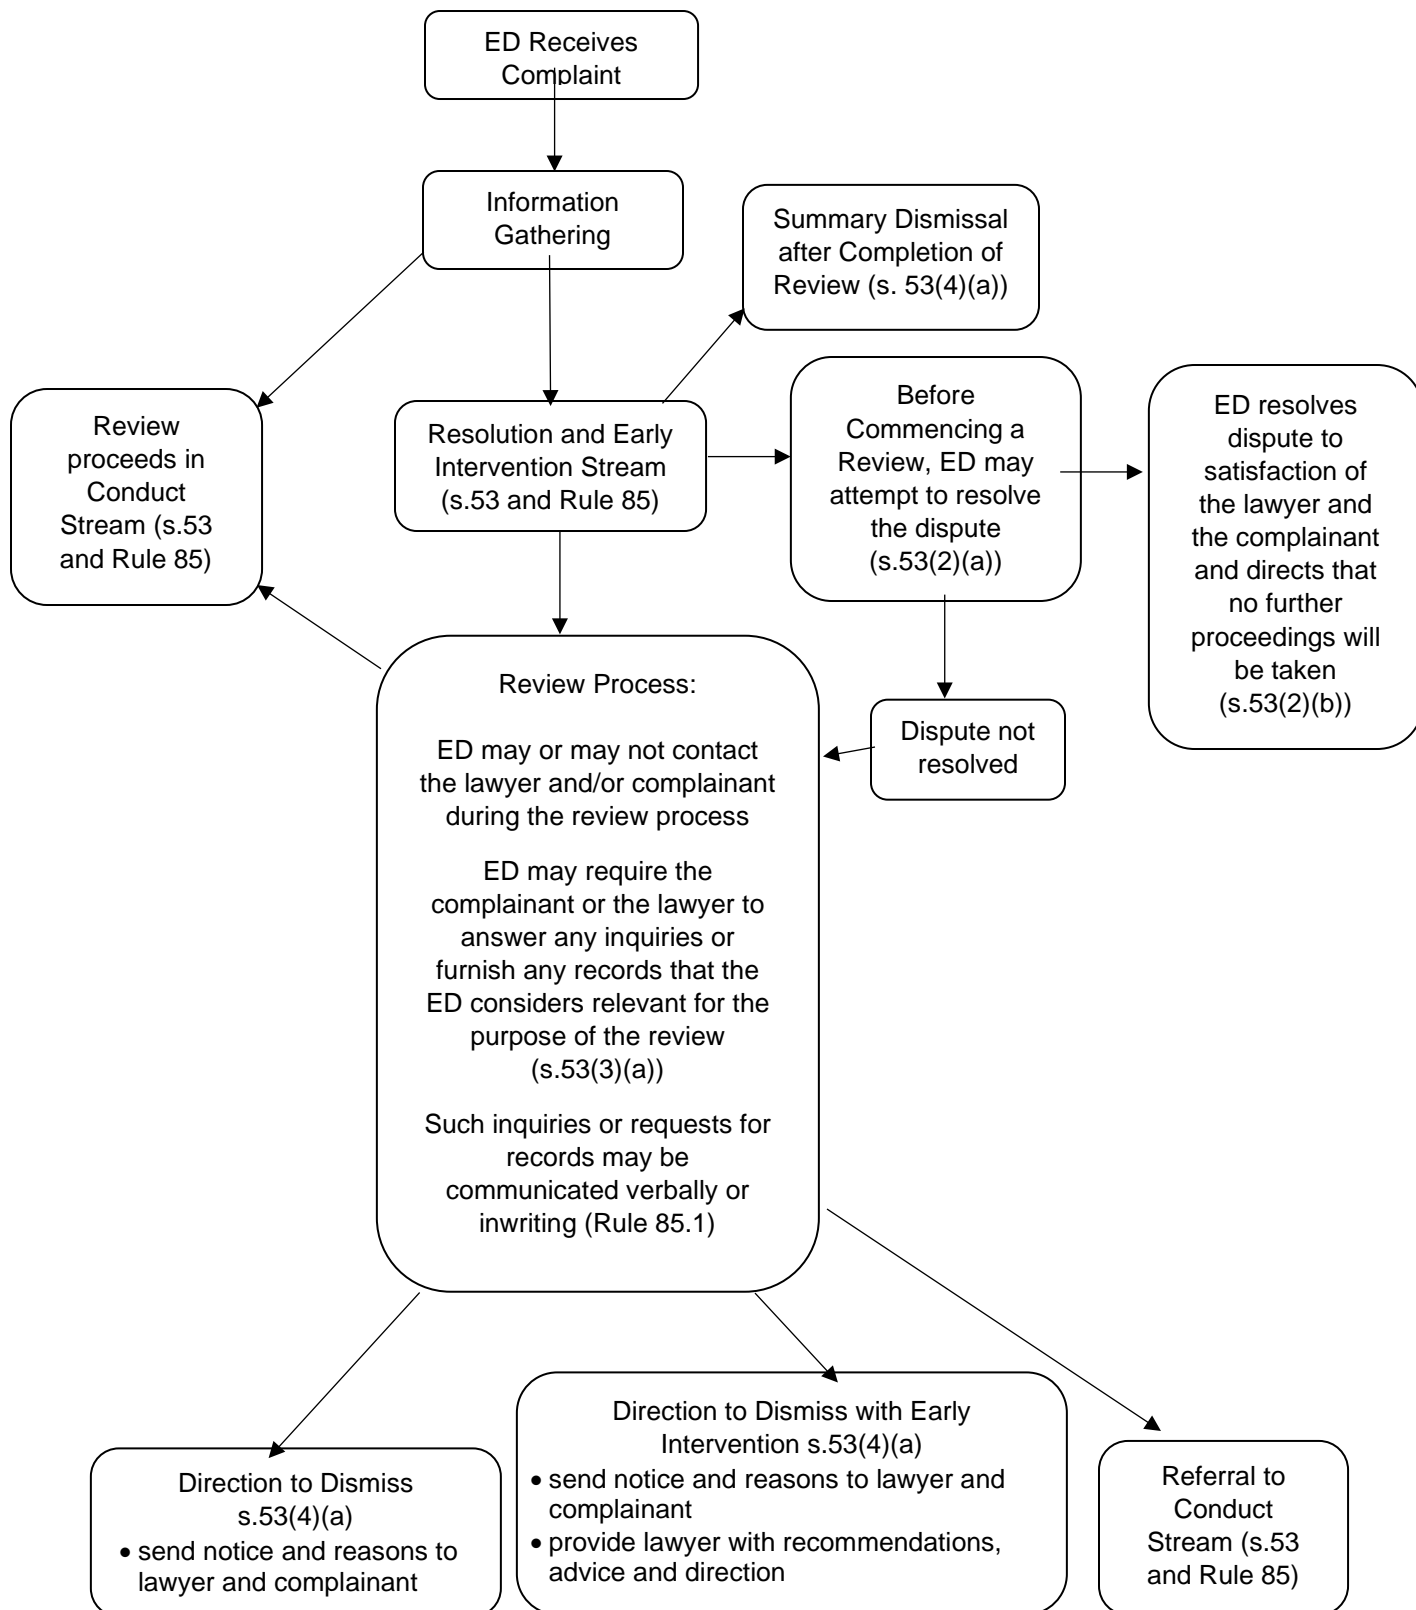 ED Receives
Complaint
Information
Gathering
Summary Dismissal
after Completion of
Review (s. 53(4)(a))
Review
proceeds in
Conduct
Stream (s.53
and Rule 85)
Resolution and Early
Intervention Stream
(s.53 and Rule 85)
Before
Commencing a
Review, ED may
attempt to resolve
the dispute
(s.53(2)(a))
ED resolves
dispute to
satisfaction of
the lawyer and
the complainant
and directs that
no further
proceedings will
be taken
(s.53(2)(b))
Dispute not
resolved
Review Process:
ED may or may not contact
the lawyer and/or complainant
during the review process
ED may require the
complainant or the lawyer to
answer any inquiries or
furnish any records that the
ED considers relevant for the
purpose of the review
(s.53(3)(a))
Such inquiries or requests for
records may be
communicated verbally or
inwriting (Rule 85.1)
Direction to Dismiss
s.53(4)(a)
• send notice and reasons to
lawyer and complainant
Direction to Dismiss with Early
Intervention s.53(4)(a)
• send notice and reasons to lawyer and
complainant
• provide lawyer with recommendations,
advice and direction
Referral to
Conduct
Stream (s.53
and Rule 85)